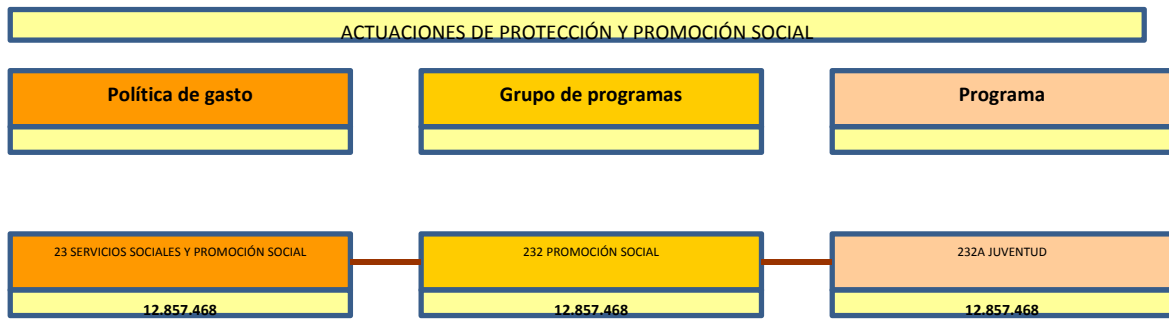 ACTUACIONES DE PROTECCIÓN Y PROMOCIÓN SOCIAL
Política de gasto
Grupo de programas
Programa
23 SERVICIOS SOCIALES Y PROMOCIÓN SOCIAL
232 PROMOCIÓN SOCIAL
232A JUVENTUD
12.857.468
12.857.468
12.857.468